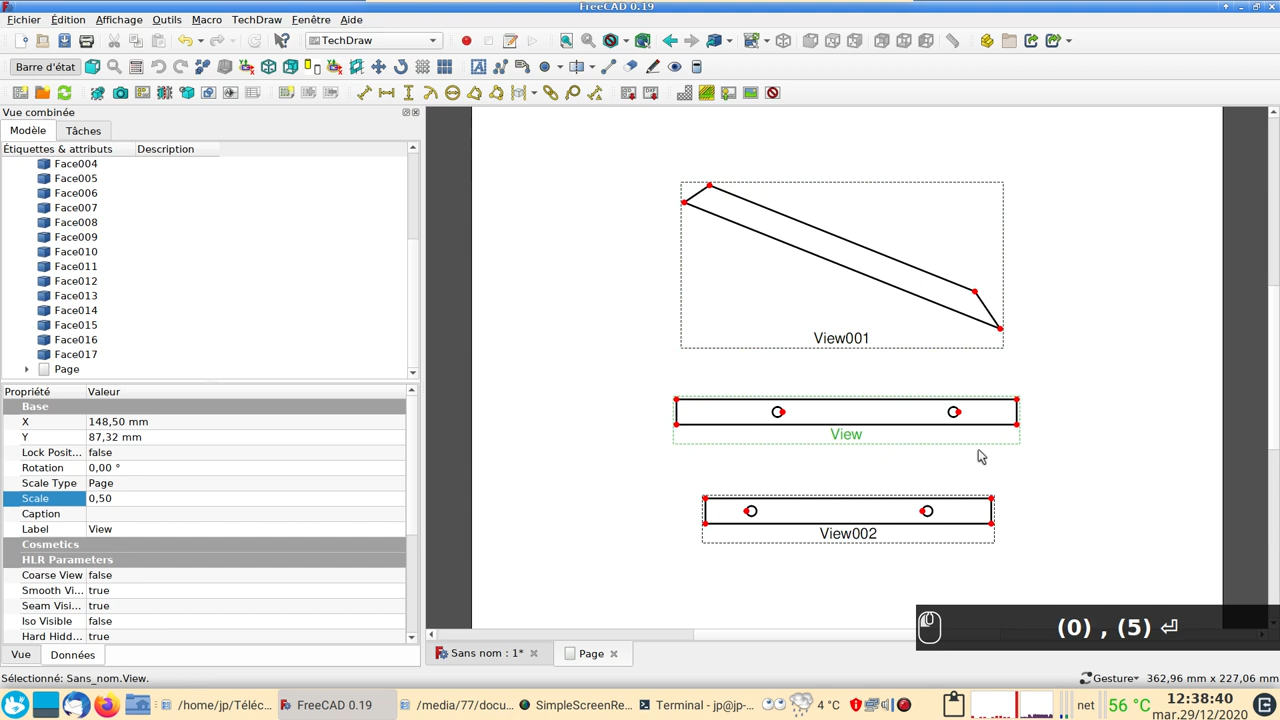 FreeCAD 0.19
Fichier Édition Affichage Outils Macro TechDraw Fenêtre Aide
TechDraw
Barre d'état
Vue combinée
Modèle Tâches
Étiquettes & attributs Description
Face004
Face005
Face006
Face007
Face008
Face009
Face010
Face011
Face012
Face013
Face014
Face015
Face016
Face017
Page
Propriété Valeur
Base
X 148,50 mm
Y 87,32 mm
Lock Posit... false
Rotation 0,00 °
Scale Type Page
Scale 0,50
Caption
Label View
Cosmetics
HLR Parameters
Coarse View false
Smooth Vi... true
Seam Visi... true
Iso Visible false
Hard Hidd... true
Vue Données
View001
View
View002
(0) , (5) ⏎
Sans nom : 1* Page
Sélectionné: Sans_nom.View.
Gesture 362,96 mm x 227,06 mm
/home/jp/Téléc... FreeCAD 0.19 /media/77/docu... SimpleScreenRe... Terminal - jp@jp-... 4 °C net 56 °C 12:38:40
mar.29/12/2020